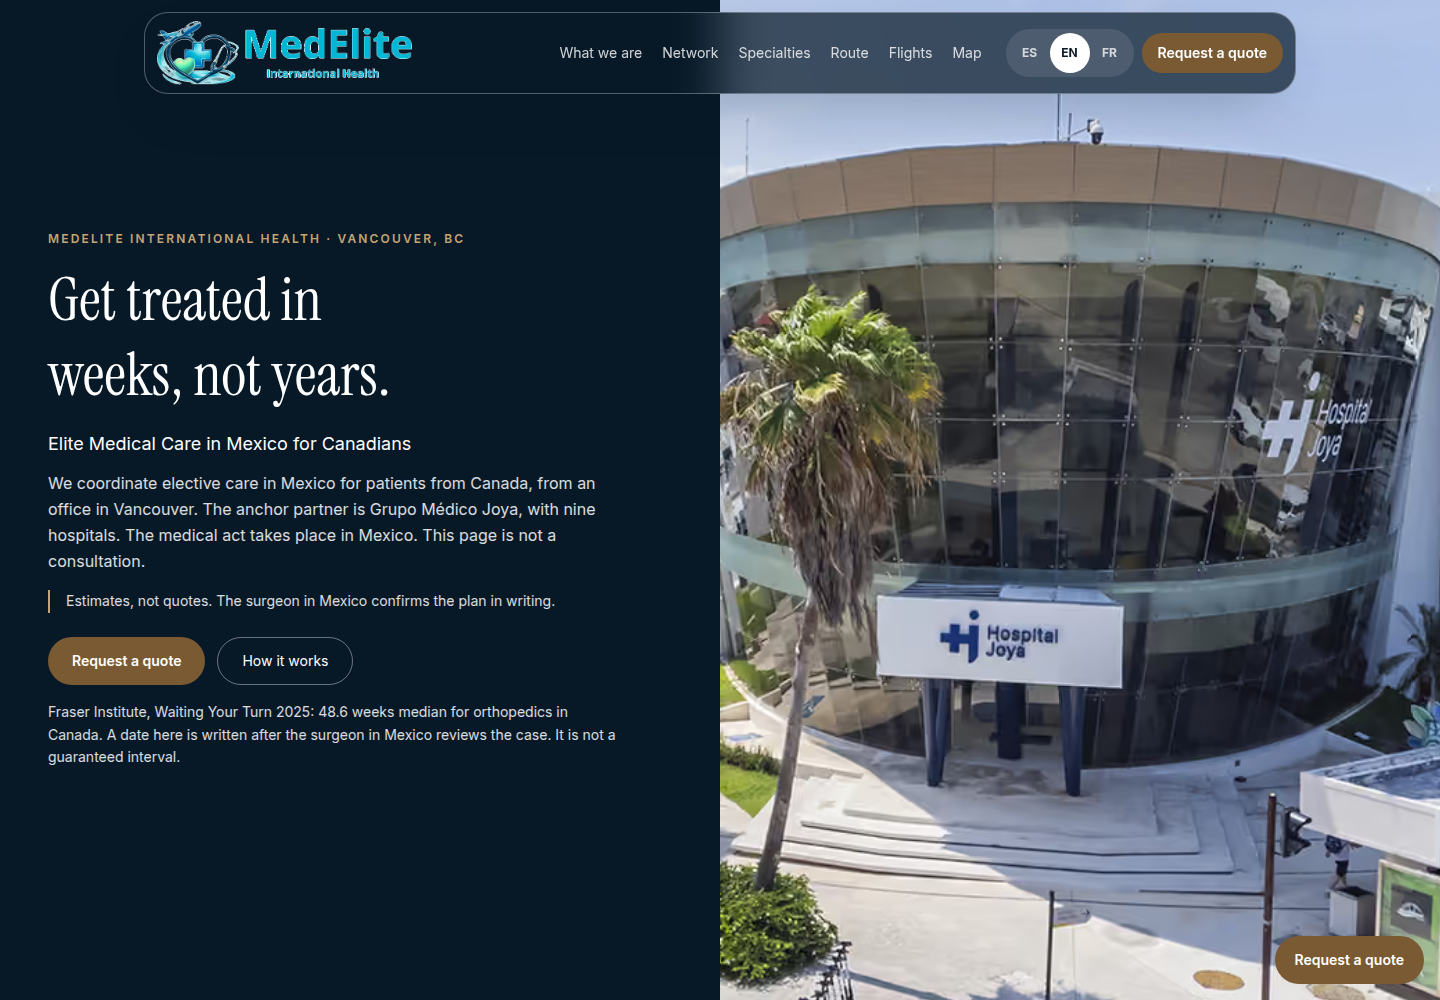 MedElite
International Health
What we are
Network
Specialties
Route
Flights
Map
ES
EN
FR
Request a quote
MEDELITE INTERNATIONAL HEALTH · VANCOUVER, BC
Get treated in
weeks, not years.
Elite Medical Care in Mexico for Canadians
We coordinate elective care in Mexico for patients from Canada, from an
office in Vancouver. The anchor partner is Grupo Médico Joya, with nine
hospitals. The medical act takes place in Mexico. This page is not a
consultation.
Estimates, not quotes. The surgeon in Mexico confirms the plan in writing.
Request a quote
How it works
Fraser Institute, Waiting Your Turn 2025: 48.6 weeks median for orthopedics in
Canada. A date here is written after the surgeon in Mexico reviews the case. It is not a
guaranteed interval.
Hospital
Joya
Hospital
Joya
Request a quote